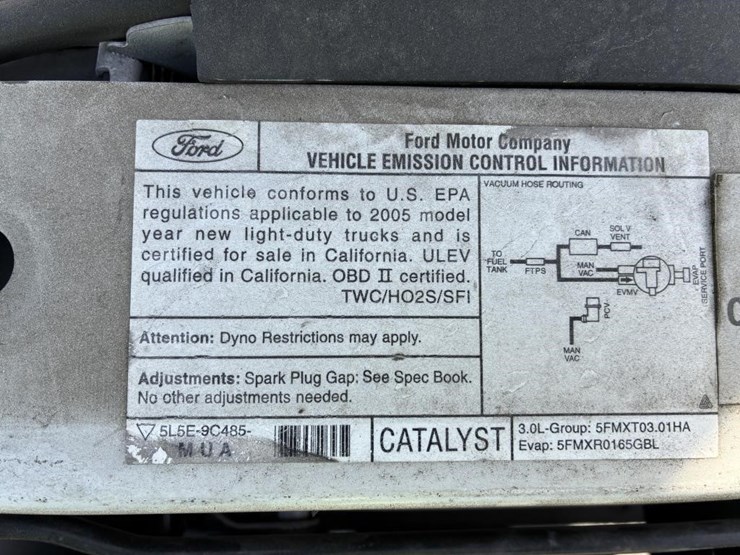 Ford
Ford Motor Company
VEHICLE EMISSION CONTROL INFORMATION
This vehicle conforms to U.S. EPA
regulations applicable to 2005 model
year new light-duty trucks and is
certified for sale in California. ULEV
qualified in California. OBD II certified.
TWC/HO2S/SFI
VACUUM HOSE ROUTING
TO
FUEL
TANK
FTPS
CAN
SOL V
VENT
MAN
VAC
EVMV
EVAP
SERVICE PORT
PCV
MAN
VAC
Attention: Dyno Restrictions may apply.
Adjustments: Spark Plug Gap: See Spec Book.
No other adjustments needed.
5L5E-9C485-
MUA
CATALYST
3.0L-Group: 5FMXT03.01HA
Evap: 5FMXR0165GBL